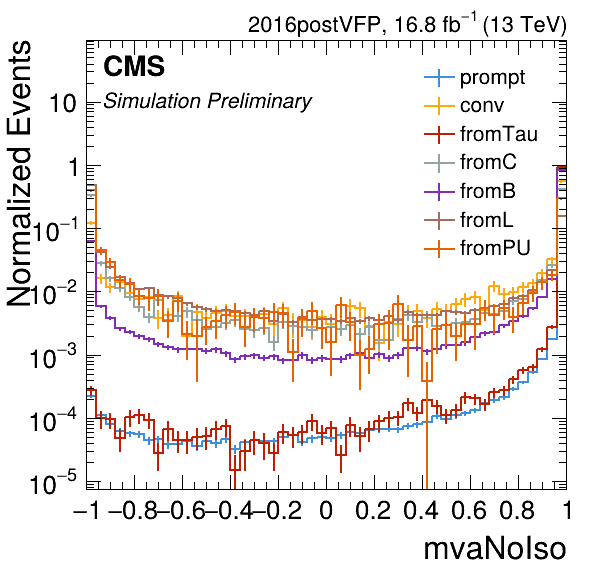 2016postVFP, 16.8 fb⁻¹ (13 TeV)
CMS
Simulation Preliminary
prompt
conv
fromTau
fromC
fromB
fromL
fromPU
Normalized Events
10
1
10⁻¹
10⁻²
10⁻³
10⁻⁴
10⁻⁵
−1 −0.8 −0.6 −0.4 −0.2 0 0.2 0.4 0.6 0.8 1
mvaNoIso